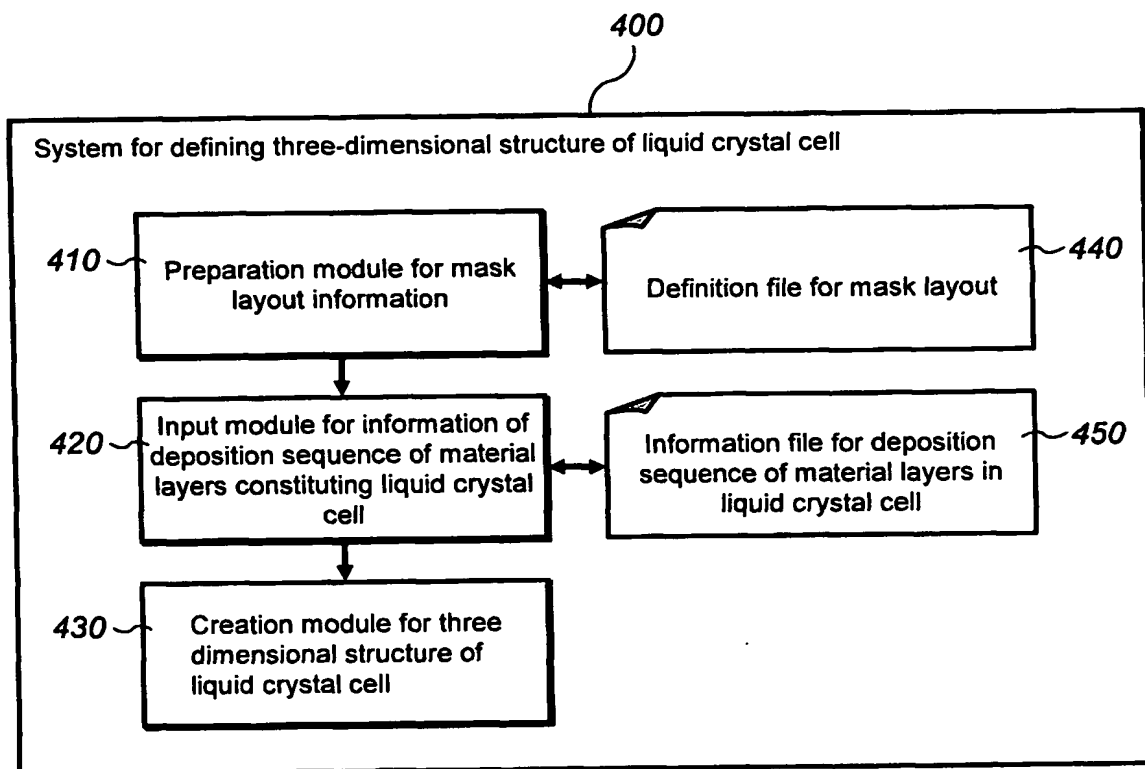 400
System for defining three-dimensional structure of liquid crystal cell
410
Preparation module for mask
layout information
440
Definition file for mask layout
420
Input module for information of
deposition sequence of material
layers constituting liquid crystal
cell
450
Information file for deposition
sequence of material layers in
liquid crystal cell
430
Creation module for three
dimensional structure of
liquid crystal cell